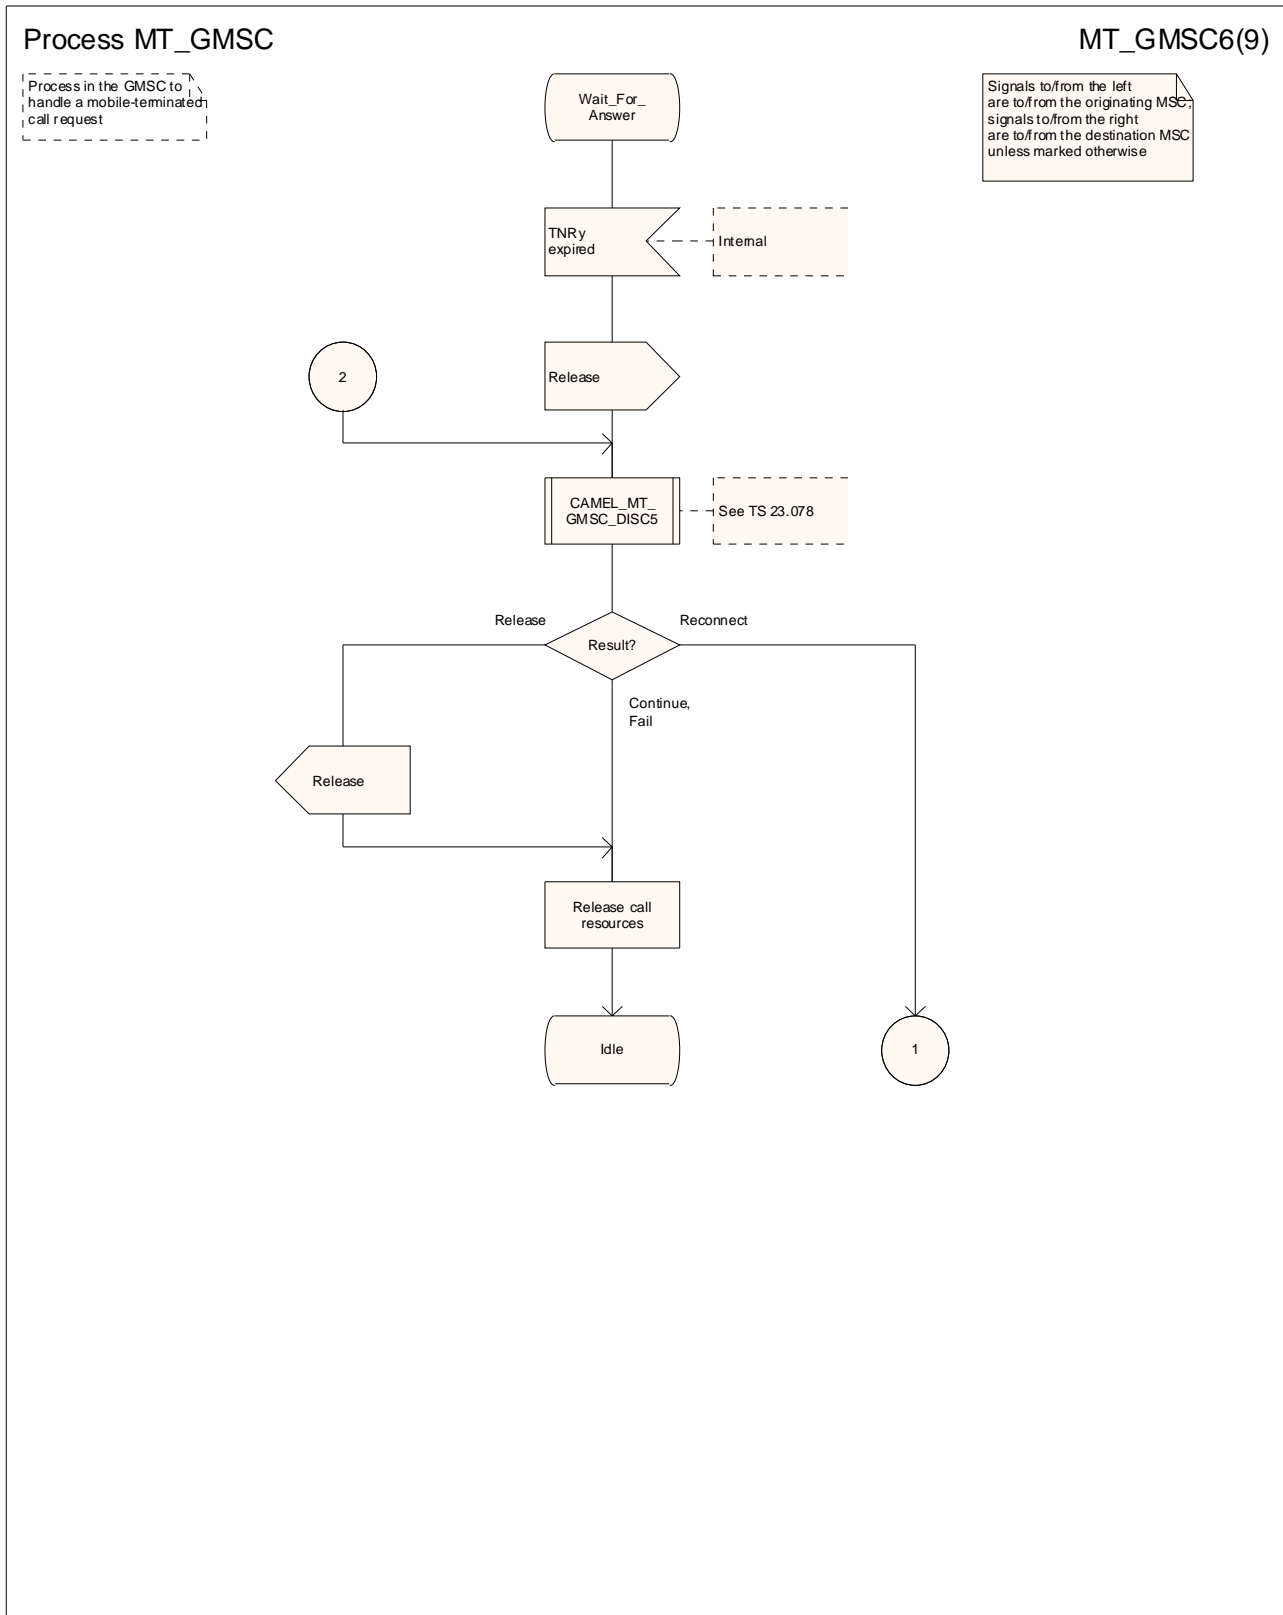 Process MT_GMSC
MT_GMSC6(9)
Process in the GMSC to
handle a mobile-terminated
call request
Signals to/from the left
are to/from the originating MSC;
signals to/from the right
are to/from the destination MSC
unless marked otherwise
Wait_For_
Answer
TNRy
expired
Internal
2
Release
CAMEL_MT_
GMSC_DISC5
See TS 23.078
Release
Reconnect
Result?
Continue,
Fail
Release
Release call
resources
Idle
1